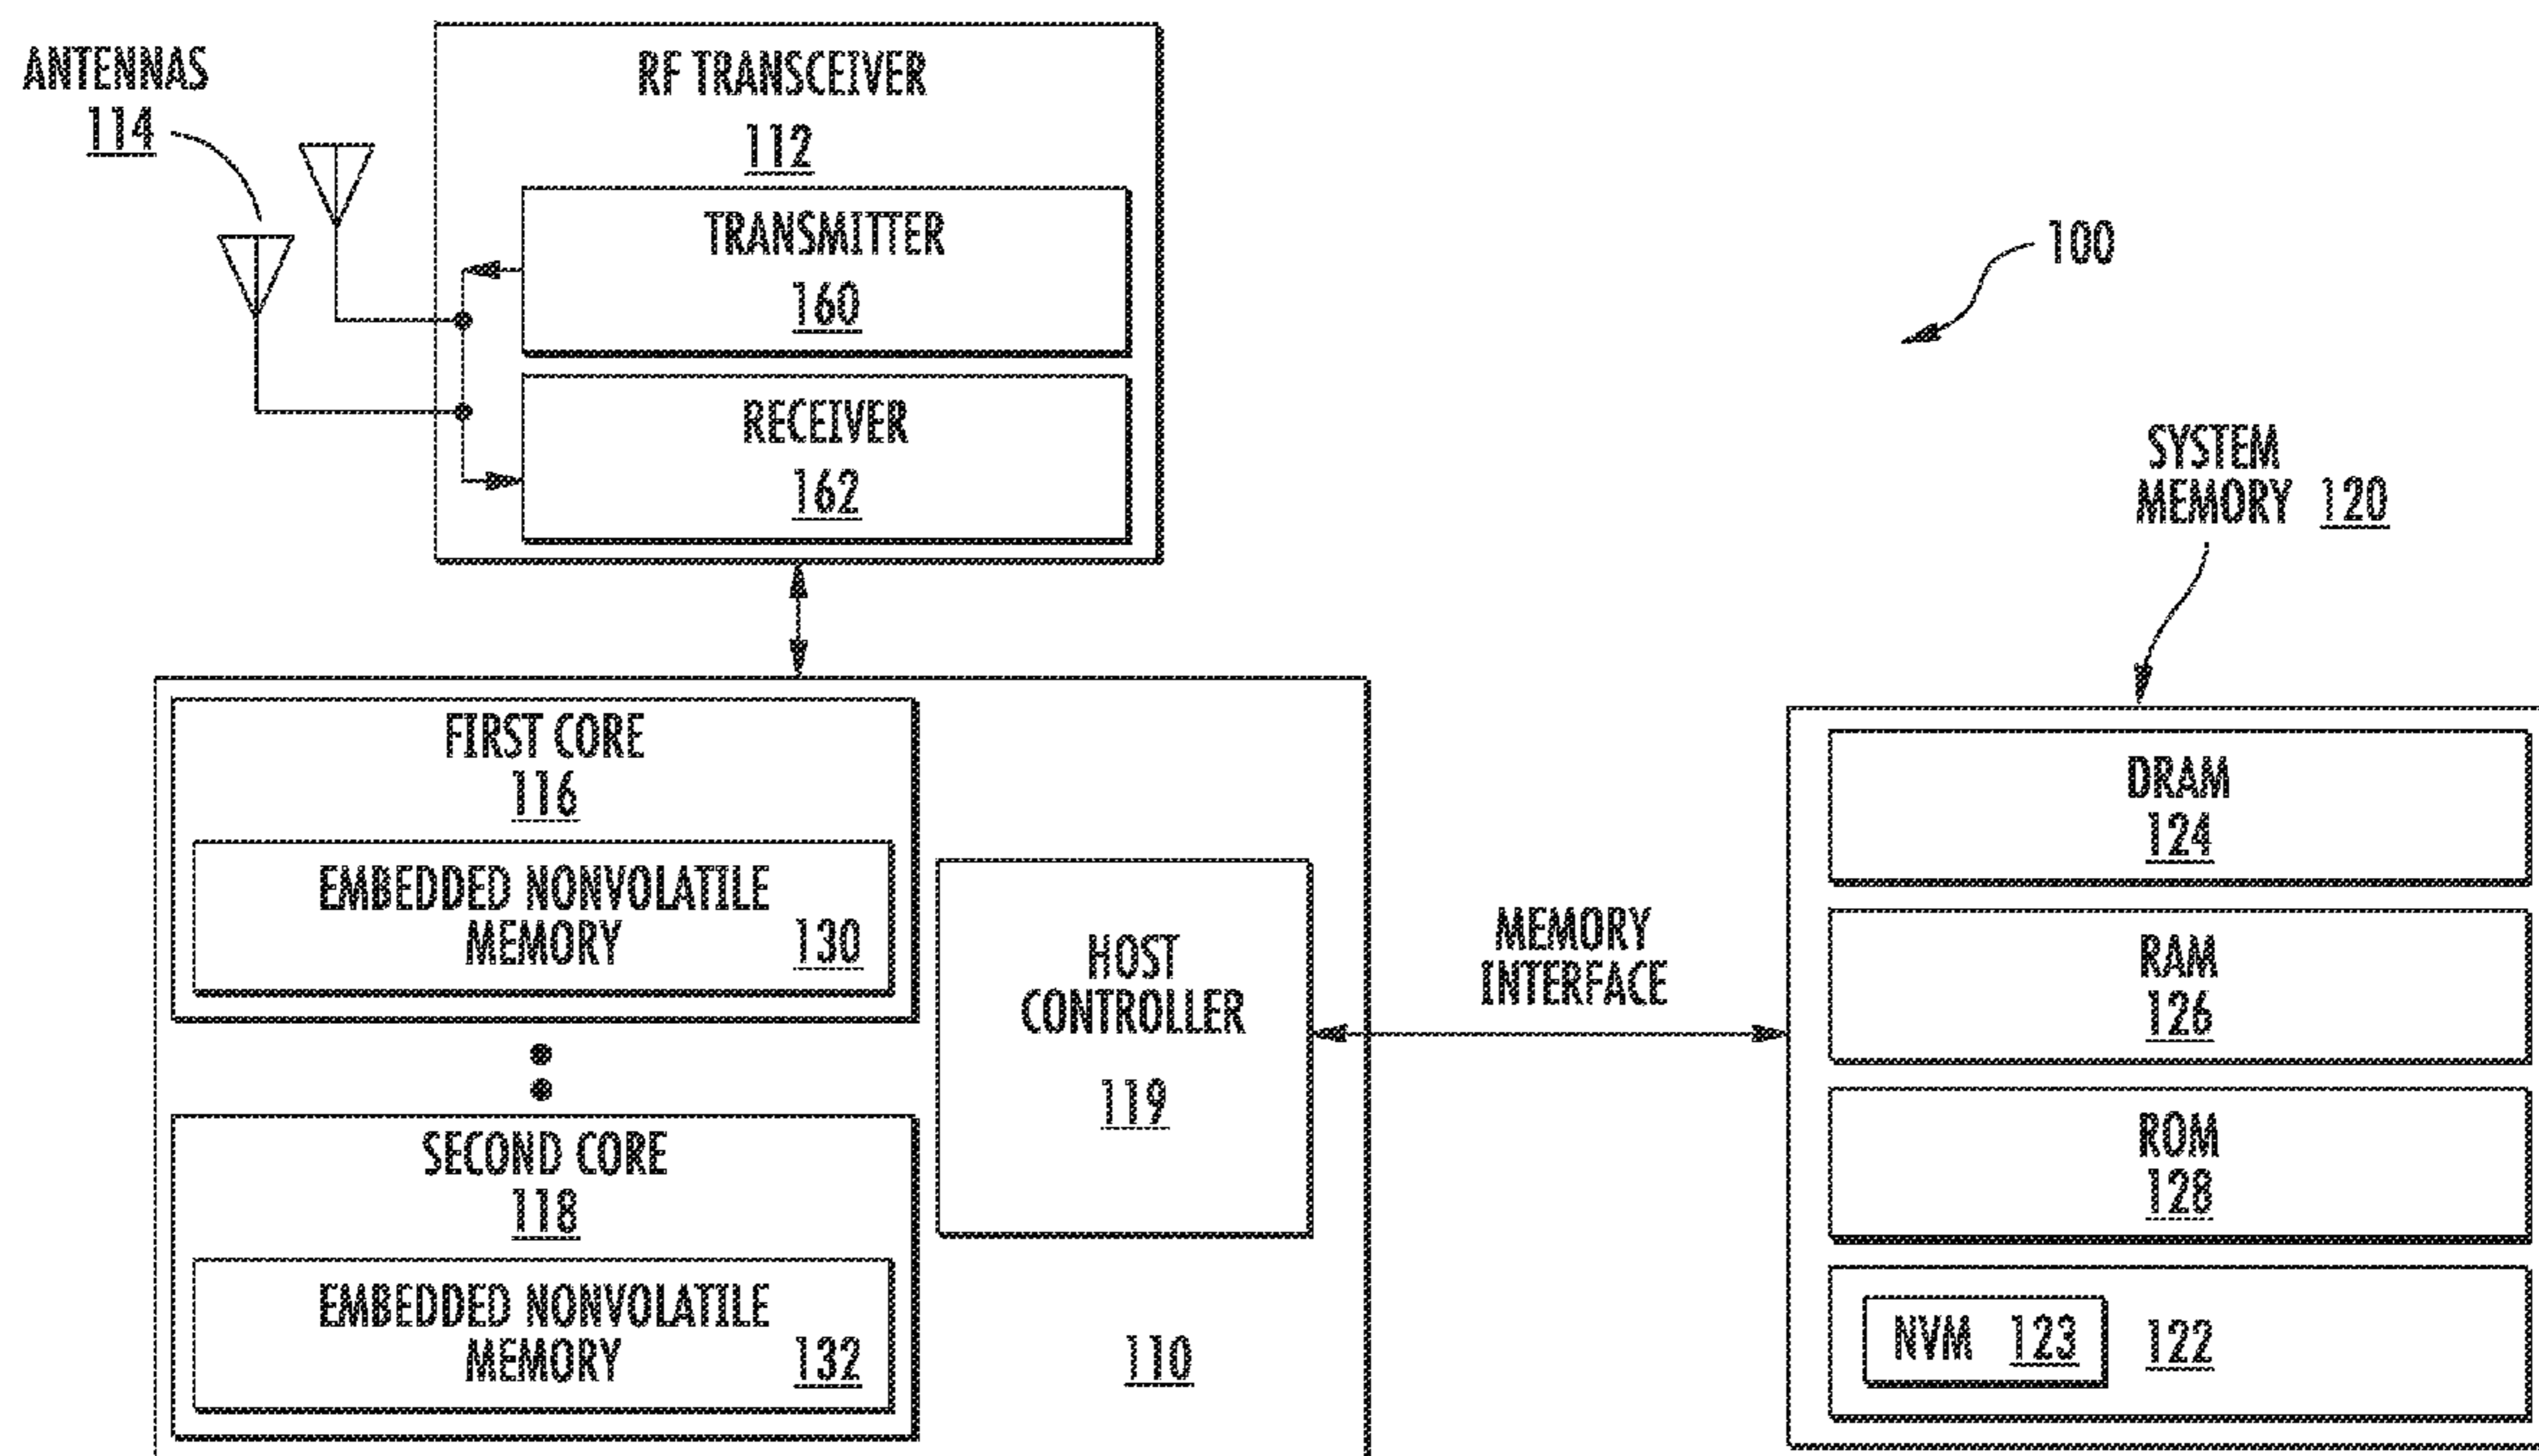 ANTENNAS
114
RF TRANSCEIVER
112
TRANSMITTER
160
RECEIVER
162
100
SYSTEM
MEMORY 120
FIRST CORE
116
EMBEDDED NONVOLATILE
MEMORY 130
SECOND CORE
118
EMBEDDED NONVOLATILE
MEMORY 132
HOST
CONTROLLER
119
110
MEMORY
INTERFACE
DRAM
124
RAM
126
ROM
128
NVM 123 122